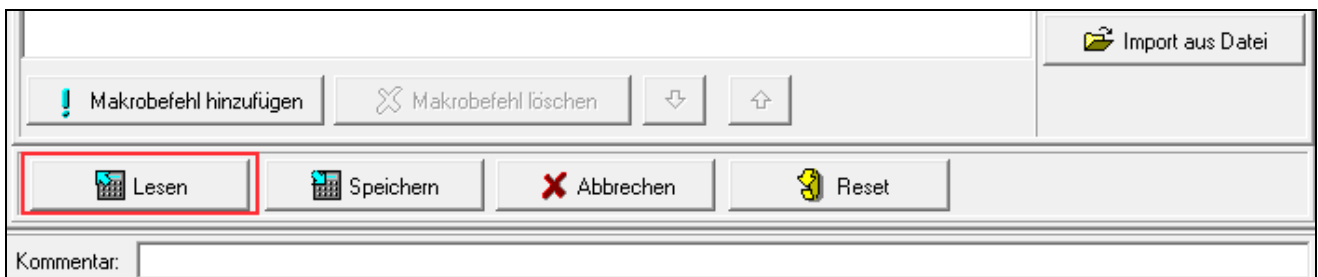 Import aus Datei
Makrobefehl hinzufügen Makrobefehl löschen
Lesen Speichern Abbrechen Reset
Kommentar: